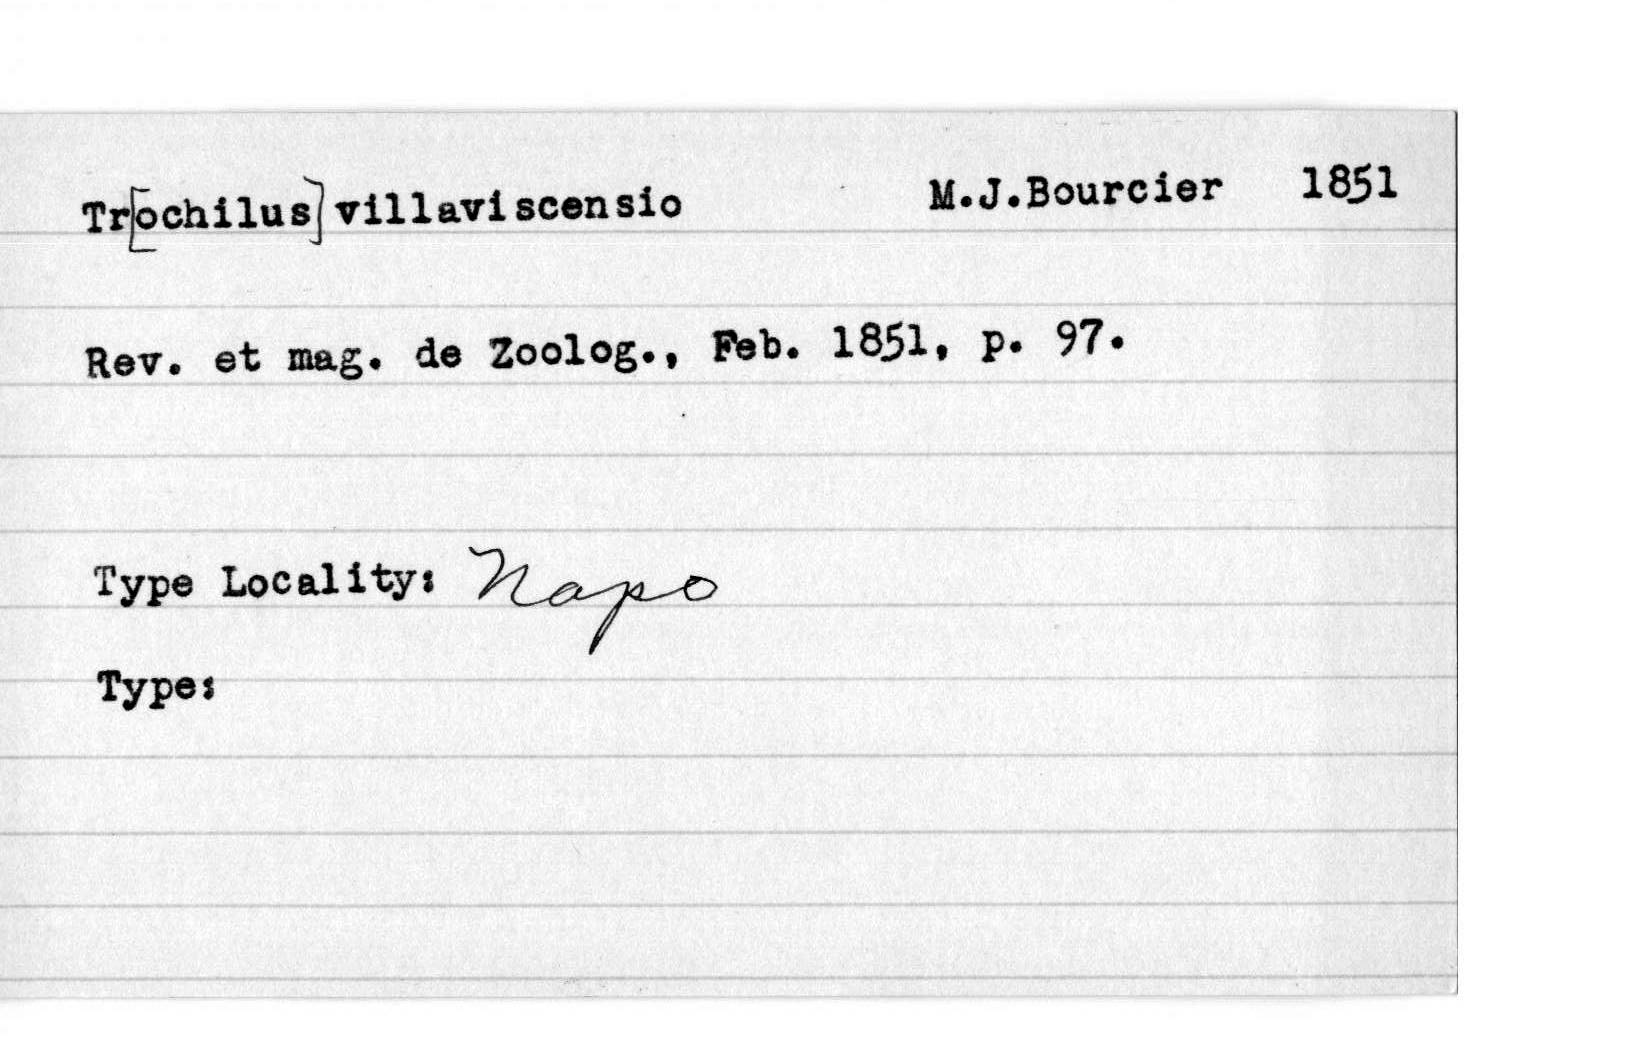 Tr[ochilus] villaviscensio M.J.Bourcier 1851
Rev. et mag. de Zoolog., Feb. 1851, p. 97.
Type Locality: Napo
Type: